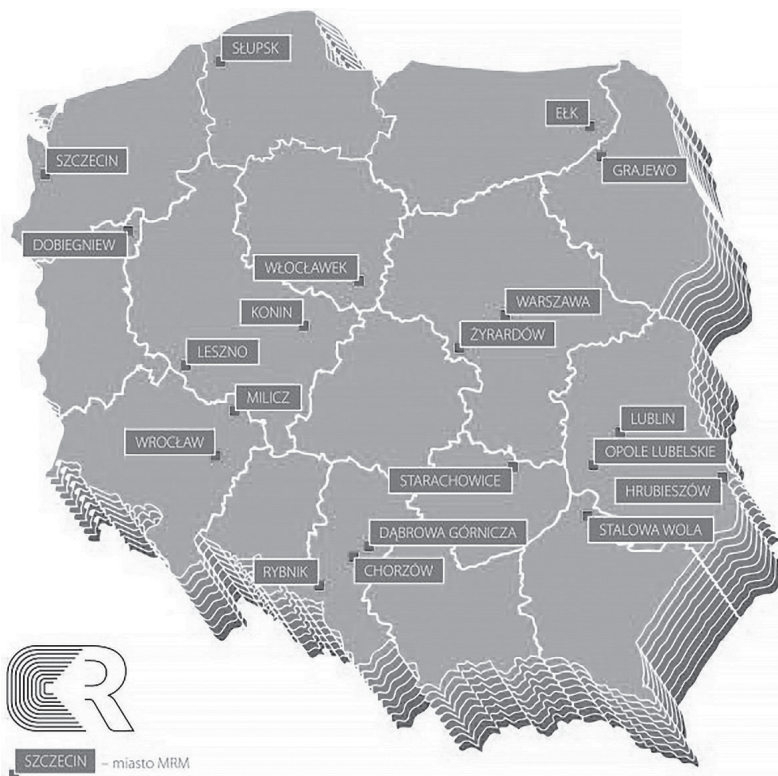 SŁUPSK
EŁK
SZCZECIN
GRAJEWO
DOBIEGNIEW
WŁOCŁAWEK
WARSZAWA
KONIN
ŻYRARDÓW
LESZNO
MILICZ
LUBLIN
WROCŁAW
OPOLE LUBELSKIE
STARACHOWICE
HRUBIESZÓW
STALOWA WOLA
DĄBROWA GÓRNICZA
RYBNIK
CHORZÓW
CR
SZCZECIN – miasto MRM